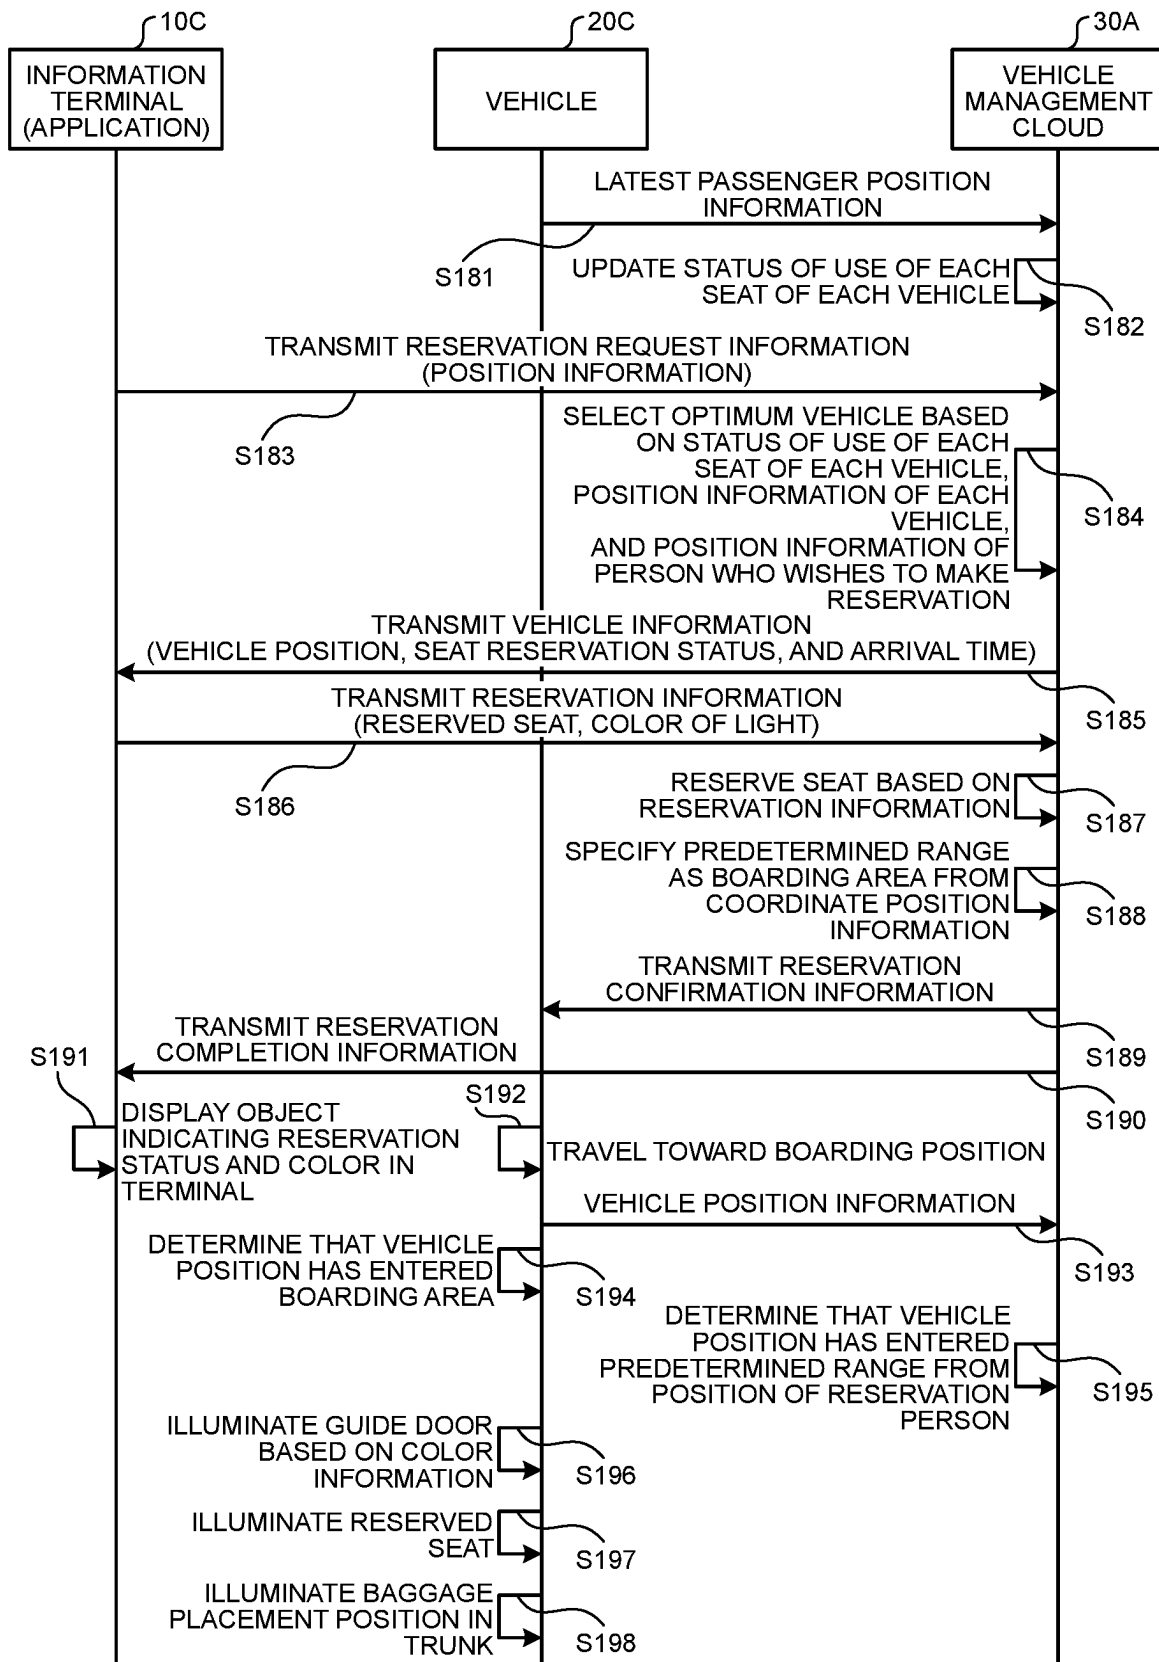 10C
20C
30A
INFORMATION
TERMINAL
(APPLICATION)
VEHICLE
VEHICLE
MANAGEMENT
CLOUD
LATEST PASSENGER POSITION
INFORMATION
S181
UPDATE STATUS OF USE OF EACH
SEAT OF EACH VEHICLE
S182
TRANSMIT RESERVATION REQUEST INFORMATION
(POSITION INFORMATION)
S183
SELECT OPTIMUM VEHICLE BASED
ON STATUS OF USE OF EACH
SEAT OF EACH VEHICLE,
POSITION INFORMATION OF EACH
VEHICLE,
AND POSITION INFORMATION OF
PERSON WHO WISHES TO MAKE
RESERVATION
S184
TRANSMIT VEHICLE INFORMATION
(VEHICLE POSITION, SEAT RESERVATION STATUS, AND ARRIVAL TIME)
S185
TRANSMIT RESERVATION INFORMATION
(RESERVED SEAT, COLOR OF LIGHT)
S186
RESERVE SEAT BASED ON
RESERVATION INFORMATION
S187
SPECIFY PREDETERMINED RANGE
AS BOARDING AREA FROM
COORDINATE POSITION
INFORMATION
S188
TRANSMIT RESERVATION
CONFIRMATION INFORMATION
S189
TRANSMIT RESERVATION
COMPLETION INFORMATION
S190
S191
DISPLAY OBJECT
INDICATING RESERVATION
STATUS AND COLOR IN
TERMINAL
S192
TRAVEL TOWARD BOARDING POSITION
VEHICLE POSITION INFORMATION
S193
DETERMINE THAT VEHICLE
POSITION HAS ENTERED
BOARDING AREA
S194
DETERMINE THAT VEHICLE
POSITION HAS ENTERED
PREDETERMINED RANGE FROM
POSITION OF RESERVATION
PERSON
S195
ILLUMINATE GUIDE DOOR
BASED ON COLOR
INFORMATION
S196
ILLUMINATE RESERVED
SEAT
S197
ILLUMINATE BAGGAGE
PLACEMENT POSITION IN
TRUNK
S198